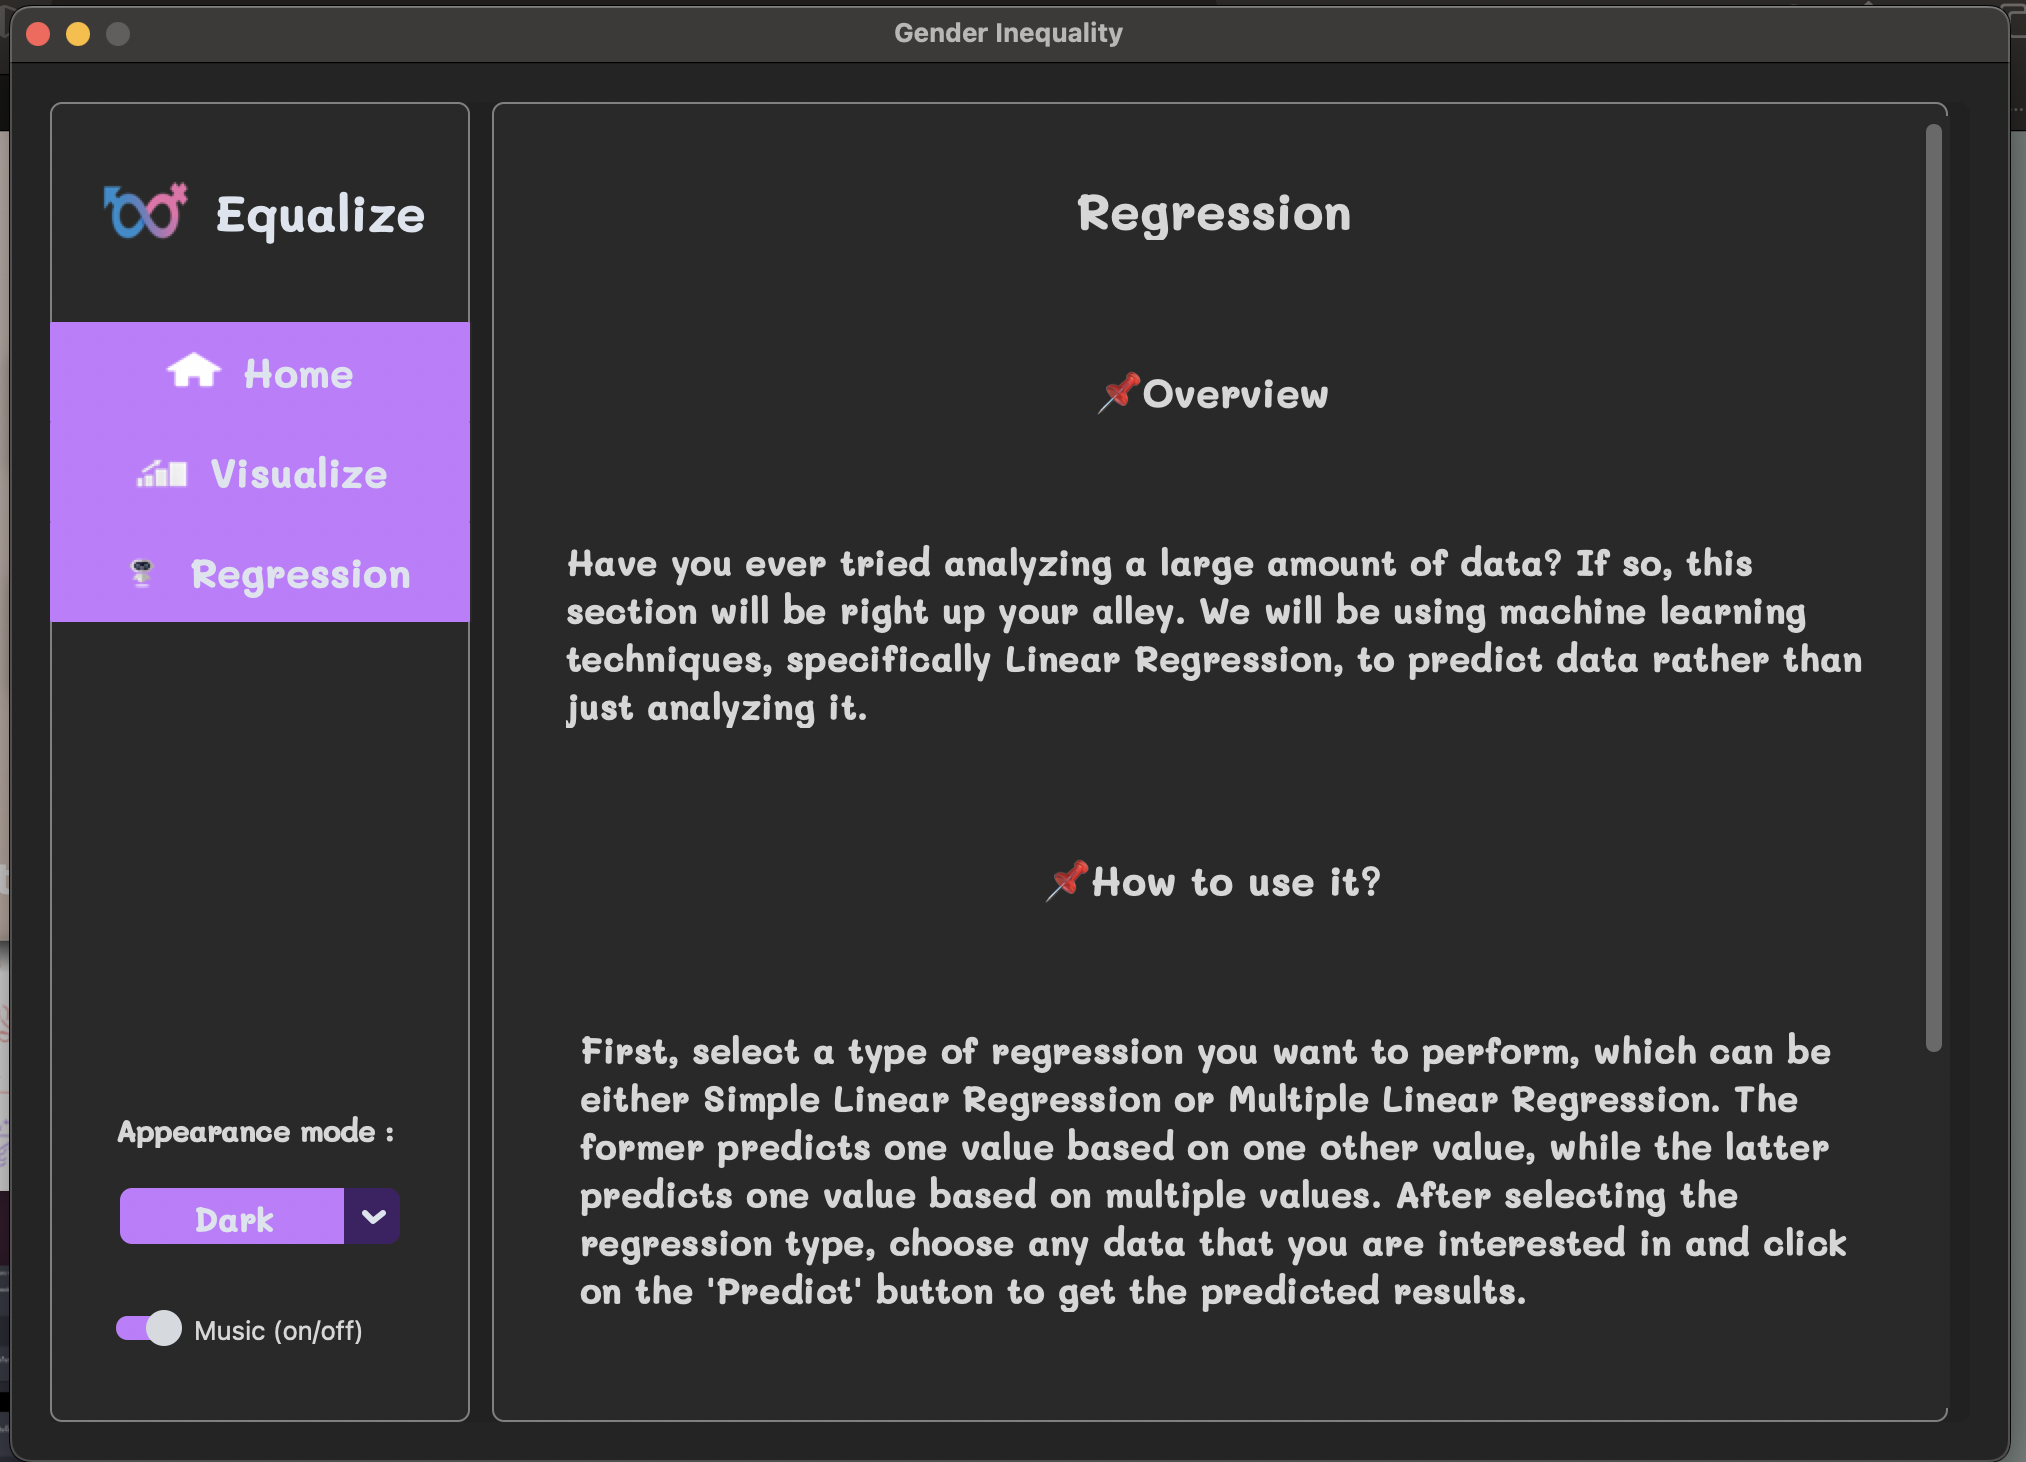 Gender Inequality
Equalize
Home
Visualize
Regression
Appearance mode :
Dark
Music (on/off)
Regression
📌Overview
Have you ever tried analyzing a large amount of data? If so, this
section will be right up your alley. We will be using machine learning
techniques, specifically Linear Regression, to predict data rather than
just analyzing it.
📌How to use it?
First, select a type of regression you want to perform, which can be
either Simple Linear Regression or Multiple Linear Regression. The
former predicts one value based on one other value, while the latter
predicts one value based on multiple values. After selecting the
regression type, choose any data that you are interested in and click
on the 'Predict' button to get the predicted results.